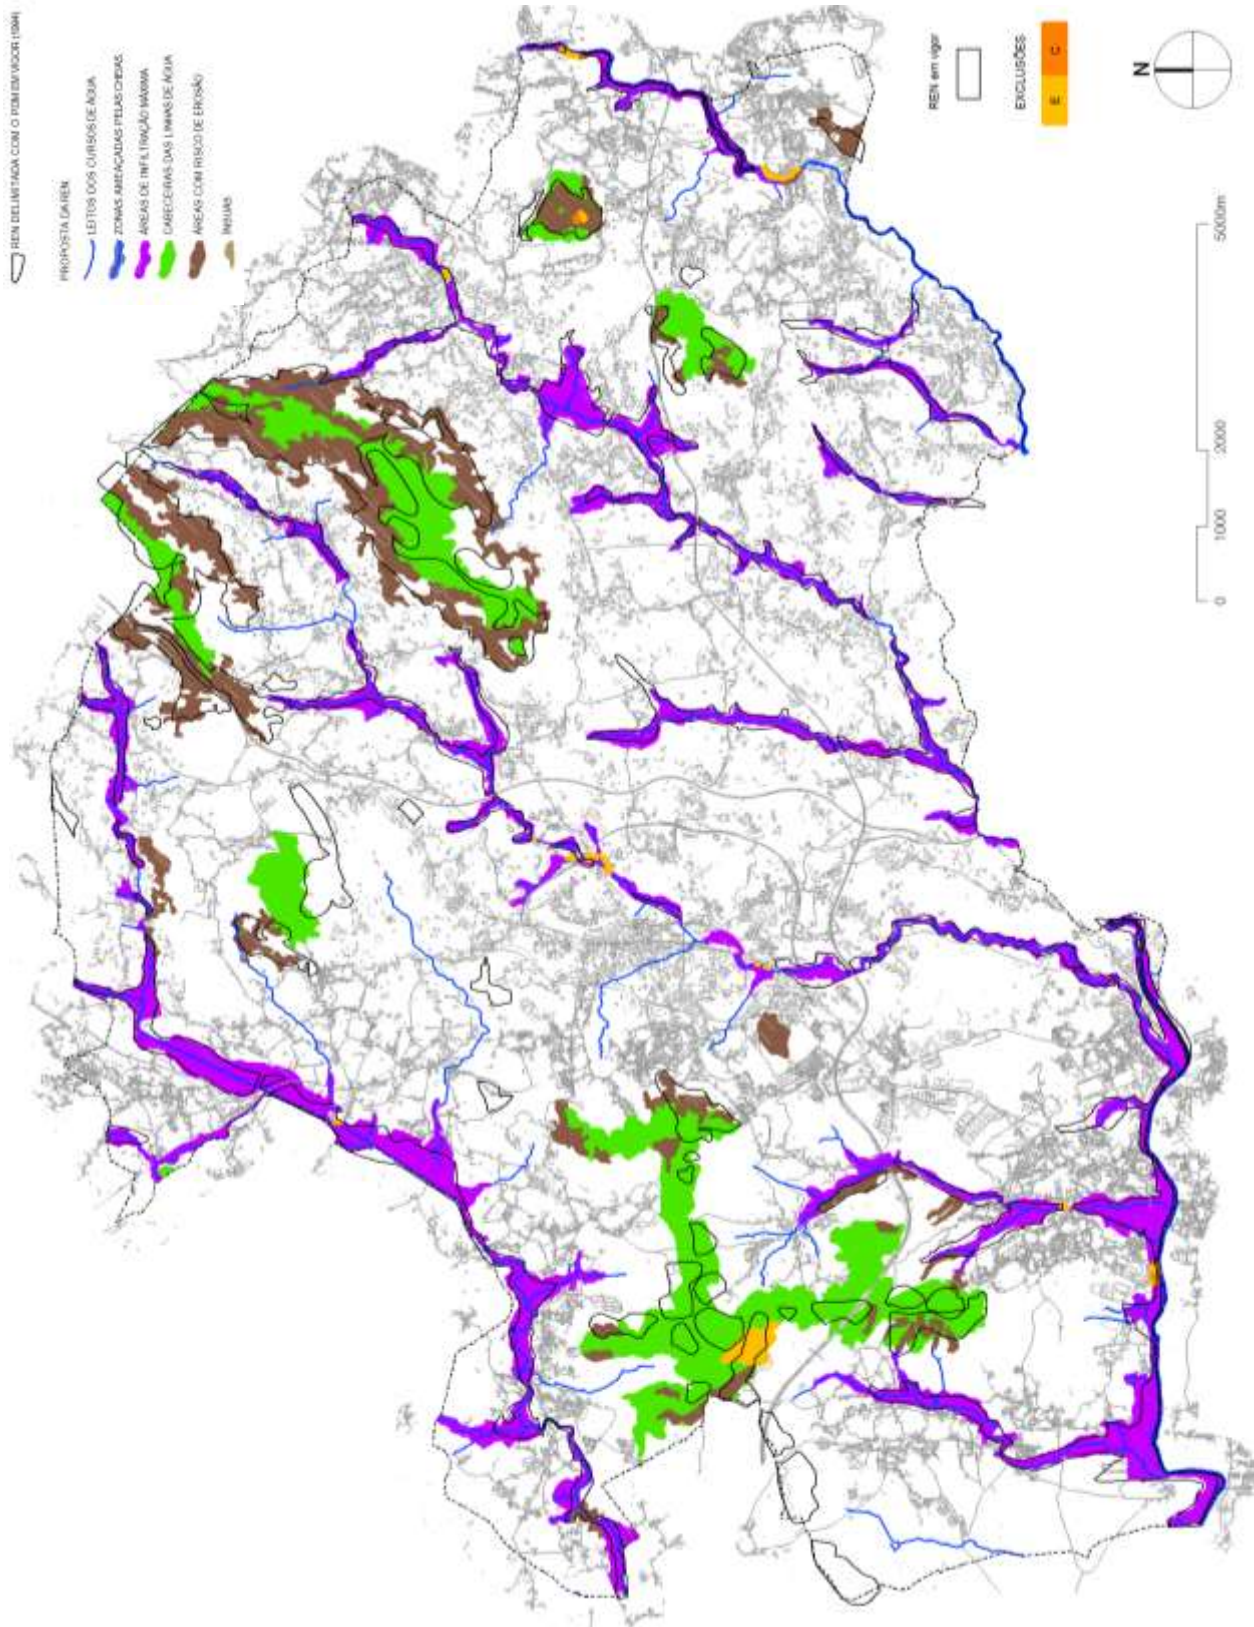 REN DELIMITADA COM O PDM EM VIGOR (1994)
PROPOSTA DA REN
LEITOS DOS CURSOS DE ÁGUA
ZONAS AMEAÇADAS PELAS CHEIAS
ÁREAS DE INFILTRAÇÃO MÁXIMA
CABECEIRAS DAS LINHAS DE ÁGUA
ÁREAS COM RISCO DE EROSÃO
ÍNSUAS
REN em vigor
EXCLUSÕES
E C
N
0 1000 2000 5000m